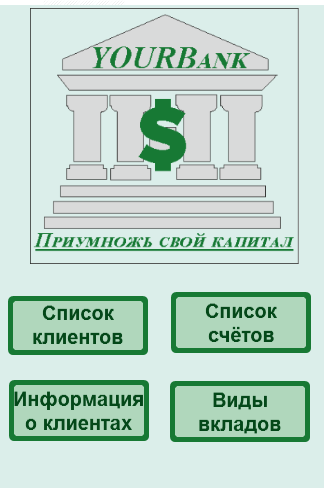 YOURBANK
$
ПРИУМНОЖЬ СВОЙ КАПИТАЛ
Список
клиентов
Список
счётов
Информация
о клиентах
Виды
вкладов